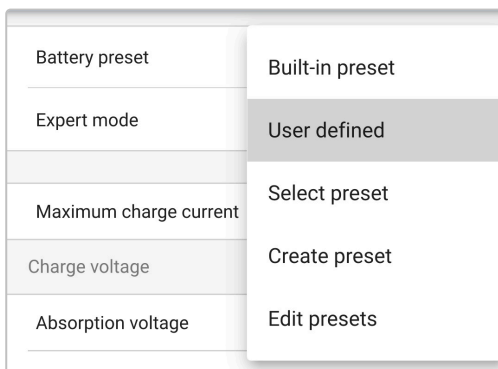 Battery preset
Built-in preset
Expert mode
User defined
Select preset
Maximum charge current
Create preset
Charge voltage
Edit presets
Absorption voltage